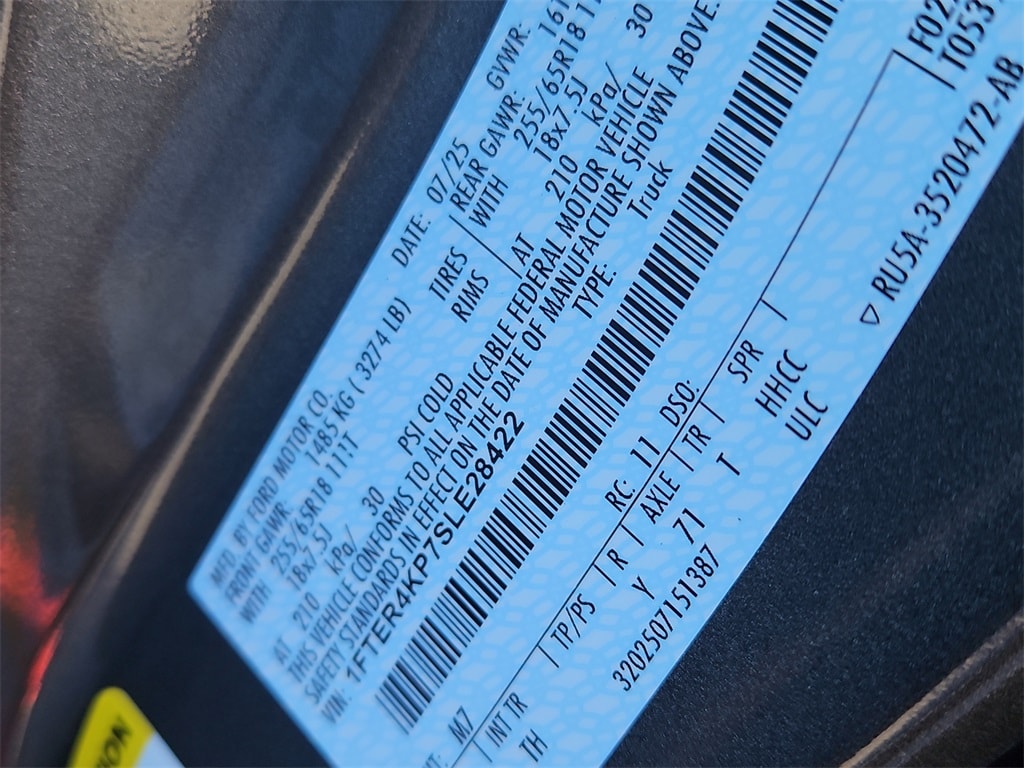 MFD. BY FORD MOTOR CO.
DATE: 07/25 GVWR:
FRONT GAWR: 1485 KG ( 3274 LB) REAR GAWR: 161
WITH 255/65R18 111T TIRES WITH 255/65R18 11
18x7.5J RIMS 18x7.5J
AT 210 kPa/ 30 PSI COLD AT 210 kPa/ 30
THIS VEHICLE CONFORMS TO ALL APPLICABLE FEDERAL MOTOR VEHICLE
SAFETY STANDARDS IN EFFECT ON THE DATE OF MANUFACTURE SHOWN ABOVE.
VIN: 1FTER4KP7SLE28422 TYPE: Truck
M7 RC: 11 DSO: F02
T053
INT TR TP/PS R AXLE TR SPR
TH Y 71 T HHCC
ULC
3202507151387
RU5A-3520472-AB
ION